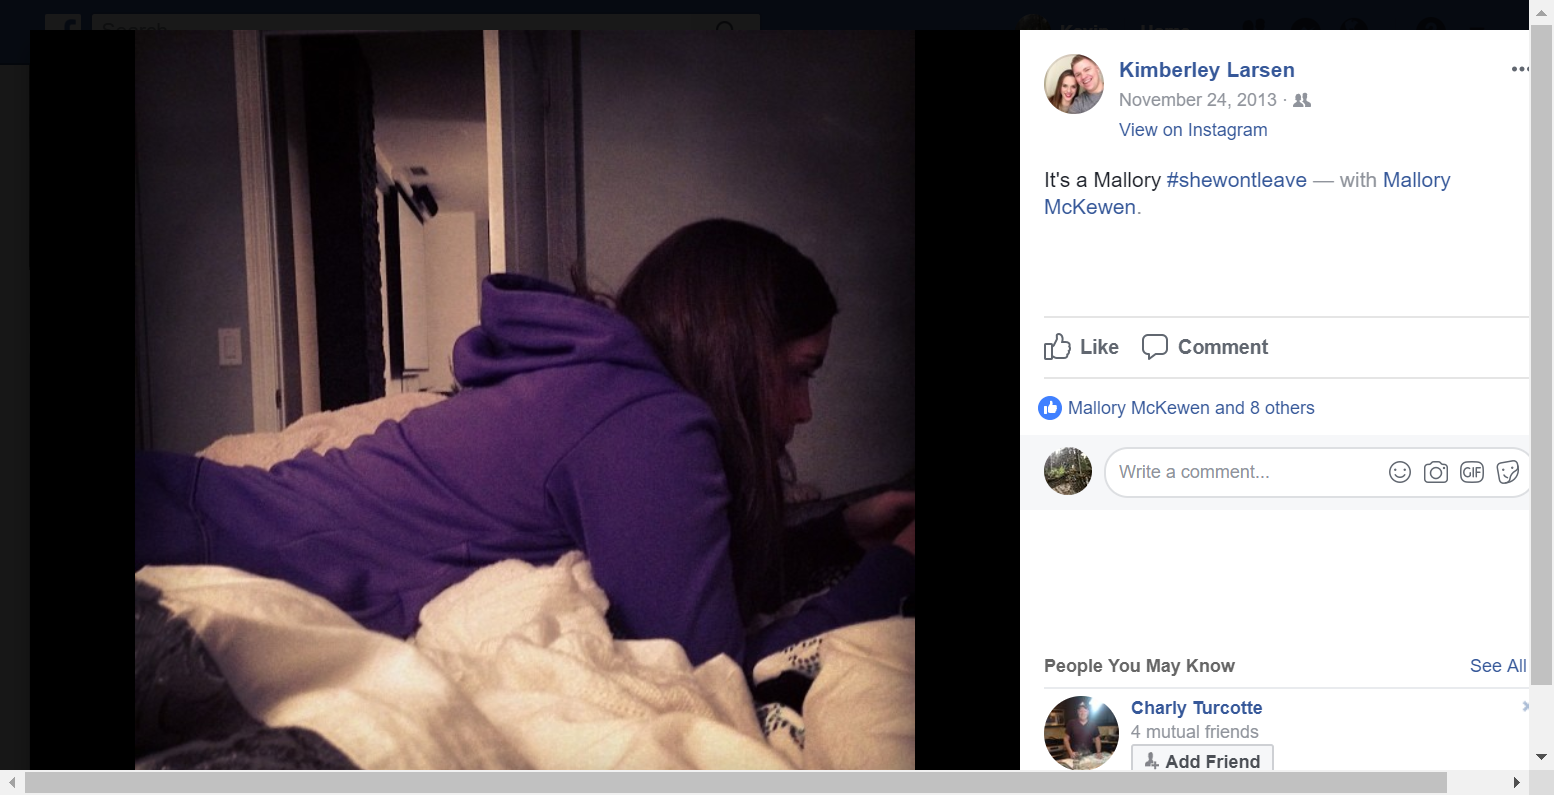 Search
Kimberley Larsen
November 24, 2013 ·
View on Instagram
It's a Mallory #shewontleave — with Mallory
McKewen.
Like Comment
Mallory McKewen and 8 others
Write a comment... GIF
People You May Know See All
Charly Turcotte
4 mutual friends
Add Friend